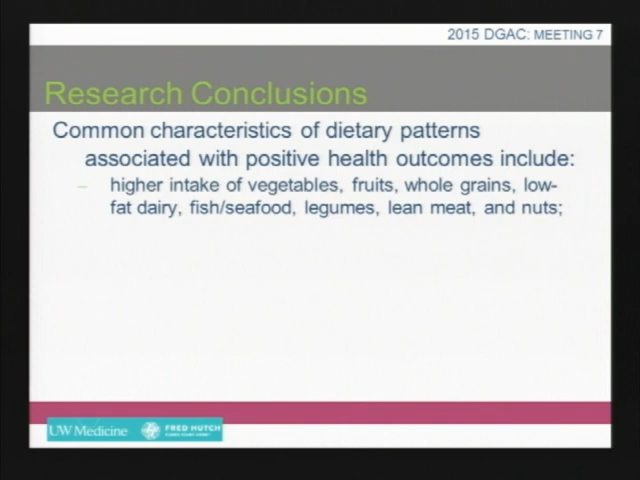 2015 DGAC: MEETING 7
Research Conclusions
Common characteristics of dietary patterns
associated with positive health outcomes include:
– higher intake of vegetables, fruits, whole grains, low-
fat dairy, fish/seafood, legumes, lean meat, and nuts;
UW Medicine
FRED HUTCH